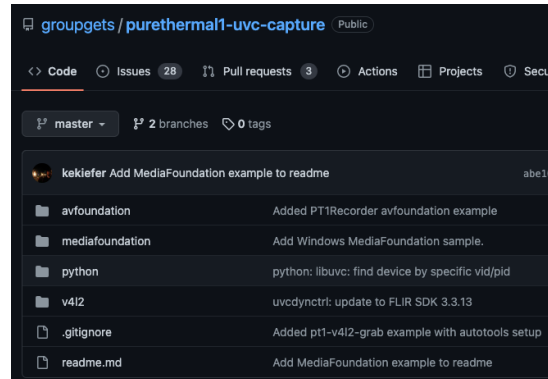 groupgets / purethermal1-uvc-capture Public
<> Code Issues 28 Pull requests 3 Actions Projects Secu
master 2 branches 0 tags
kekiefer Add MediaFoundation example to readme abe1
avfoundation Added PT1Recorder avfoundation example
mediafoundation Add Windows MediaFoundation sample.
python python: libuvc: find device by specific vid/pid
v4l2 uvcdynctrl: update to FLIR SDK 3.3.13
.gitignore Added pt1-v4l2-grab example with autotools setup
readme.md Add MediaFoundation example to readme